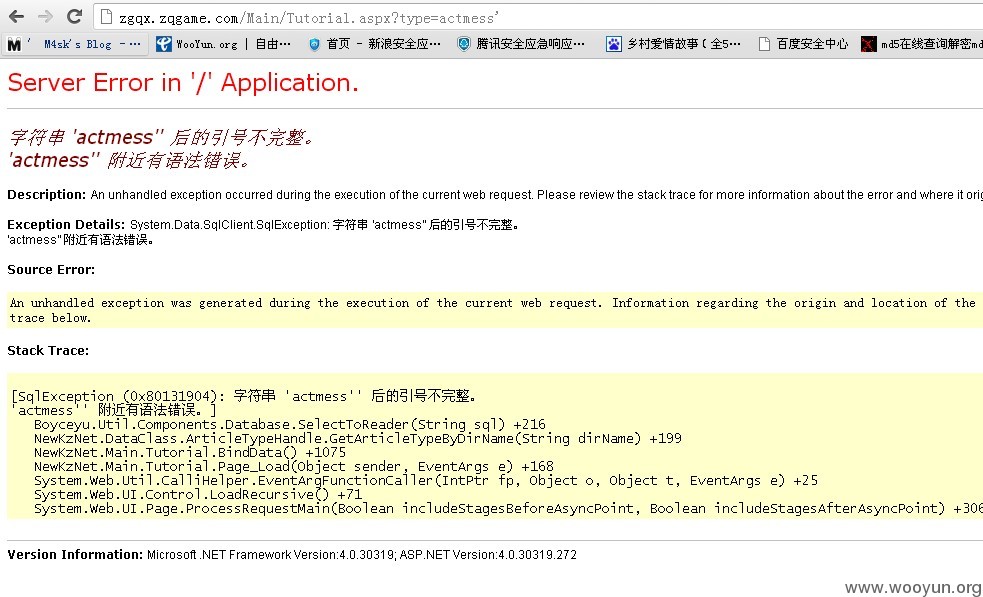 zgqx.zqgame.com/Main/Tutorial.aspx?type=actmess'
M ' M4sk's Blog -… WooYun.org | 自由… 首页 - 新浪安全应… 腾讯安全应急响应… 乡村爱情故事(全5… 百度安全中心 md5在线查询解密md
Server Error in '/' Application.
字符串 'actmess'' 后的引号不完整。
'actmess'' 附近有语法错误。
Description: An unhandled exception occurred during the execution of the current web request. Please review the stack trace for more information about the error and where it orig
Exception Details: System.Data.SqlClient.SqlException: 字符串 'actmess'' 后的引号不完整。
'actmess'' 附近有语法错误。
Source Error:
An unhandled exception was generated during the execution of the current web request. Information regarding the origin and location of the
trace below.
Stack Trace:
[SqlException (0x80131904): 字符串 'actmess'' 后的引号不完整。
'actmess'' 附近有语法错误。]
Boyceyu.Util.Components.Database.SelectToReader(String sql) +216
NewKzNet.DataClass.ArticleTypeHandle.GetArticleTypeByDirName(String dirName) +199
NewKzNet.Main.Tutorial.BindData() +1075
NewKzNet.Main.Tutorial.Page_Load(Object sender, EventArgs e) +168
System.Web.Util.CalliHelper.EventArgFunctionCaller(IntPtr fp, Object o, Object t, EventArgs e) +25
System.Web.UI.Control.LoadRecursive() +71
System.Web.UI.Page.ProcessRequestMain(Boolean includeStagesBeforeAsyncPoint, Boolean includeStagesAfterAsyncPoint) +306
Version Information: Microsoft .NET Framework Version:4.0.30319; ASP.NET Version:4.0.30319.272
www.wooyun.org